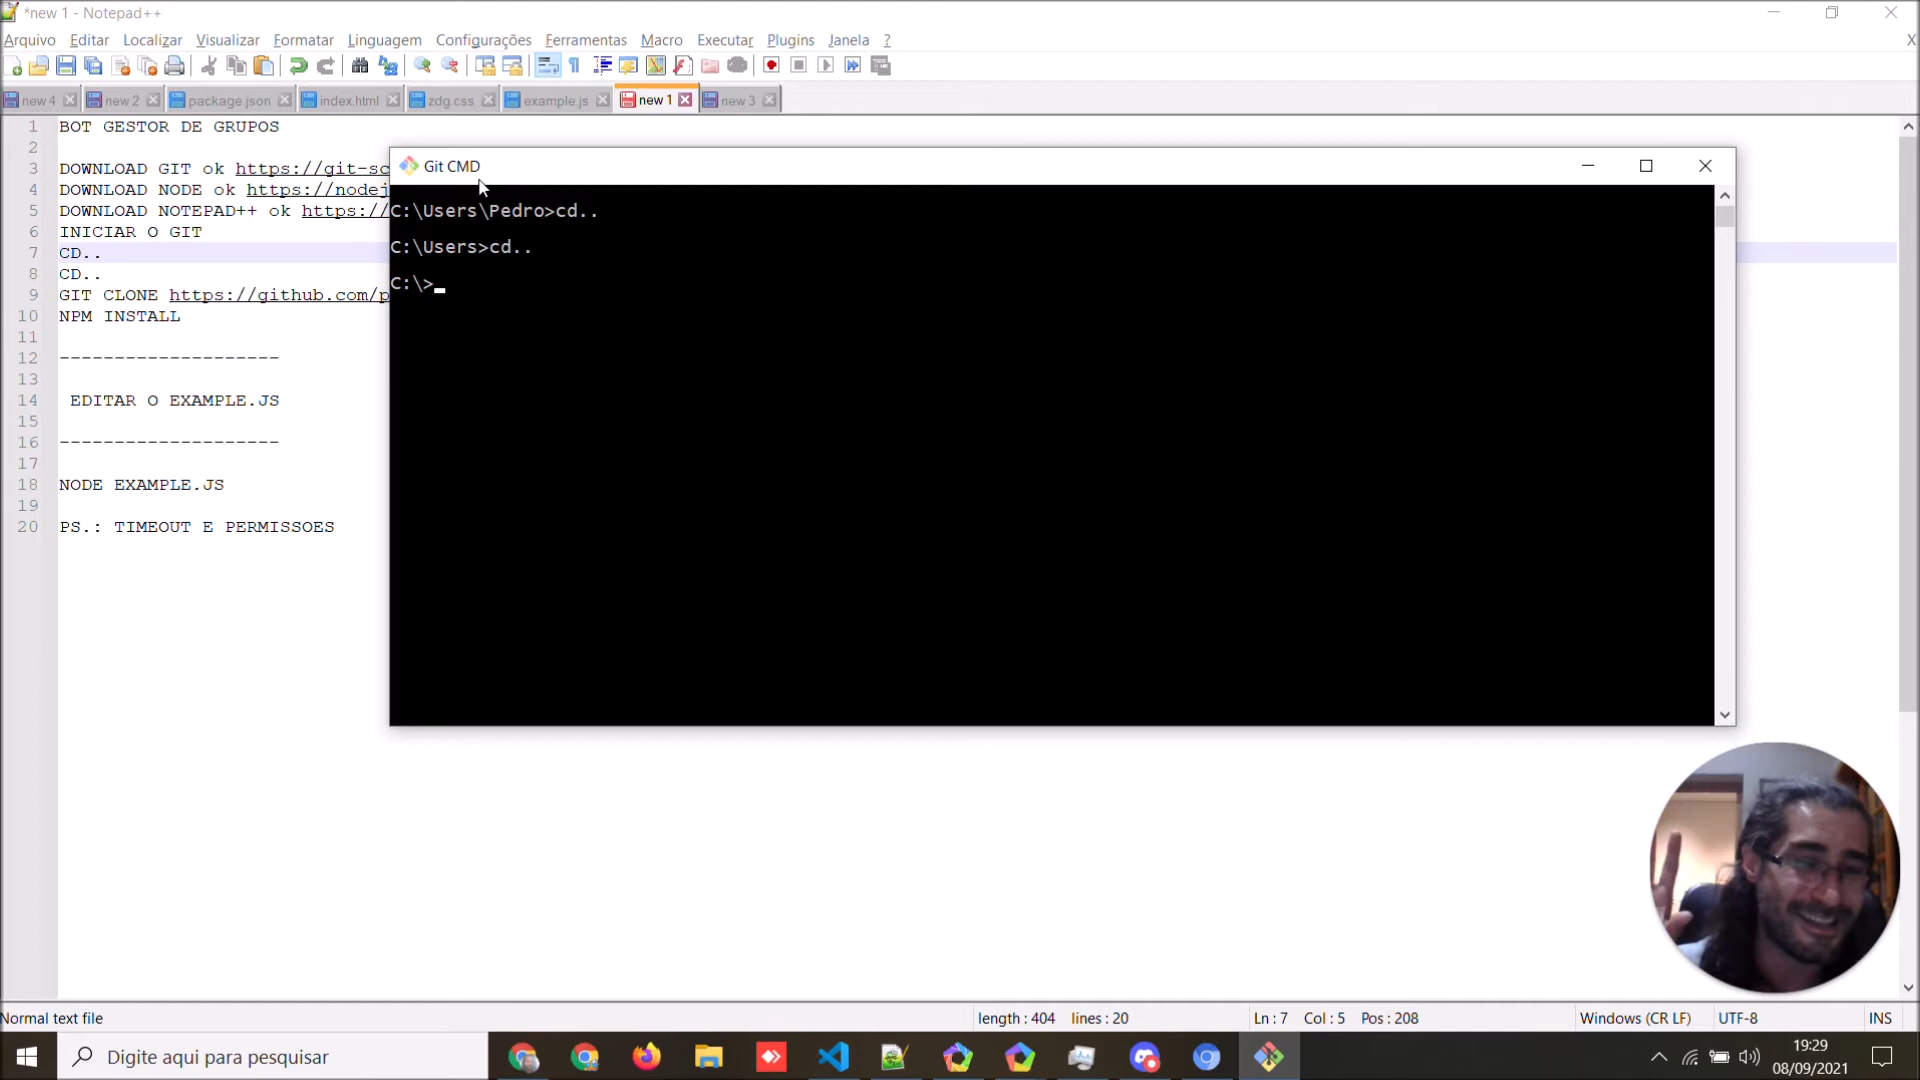 *new 1 - Notepad++
Arquivo Editar Localizar Visualizar Formatar Linguagem Configurações Ferramentas Macro Executar Plugins Janela ? X
new 4 new 2 package.json index.html zdg.css example.js new 1 new 3
1 BOT GESTOR DE GRUPOS
2
3 DOWNLOAD GIT ok https://git-sc
4 DOWNLOAD NODE ok https://nodej
5 DOWNLOAD NOTEPAD++ ok https://
6 INICIAR O GIT
7 CD..
8 CD..
9 GIT CLONE https://github.com/p
10 NPM INSTALL
11
12 --------------------
13
14 EDITAR O EXAMPLE.JS
15
16 --------------------
17
18 NODE EXAMPLE.JS
19
20 PS.: TIMEOUT E PERMISSOES
Git CMD
C:\Users\Pedro>cd..
C:\Users>cd..
C:\>
Normal text file length : 404 lines : 20 Ln : 7 Col : 5 Pos : 208 Windows (CR LF) UTF-8 INS
Digite aqui para pesquisar
19:29
08/09/2021